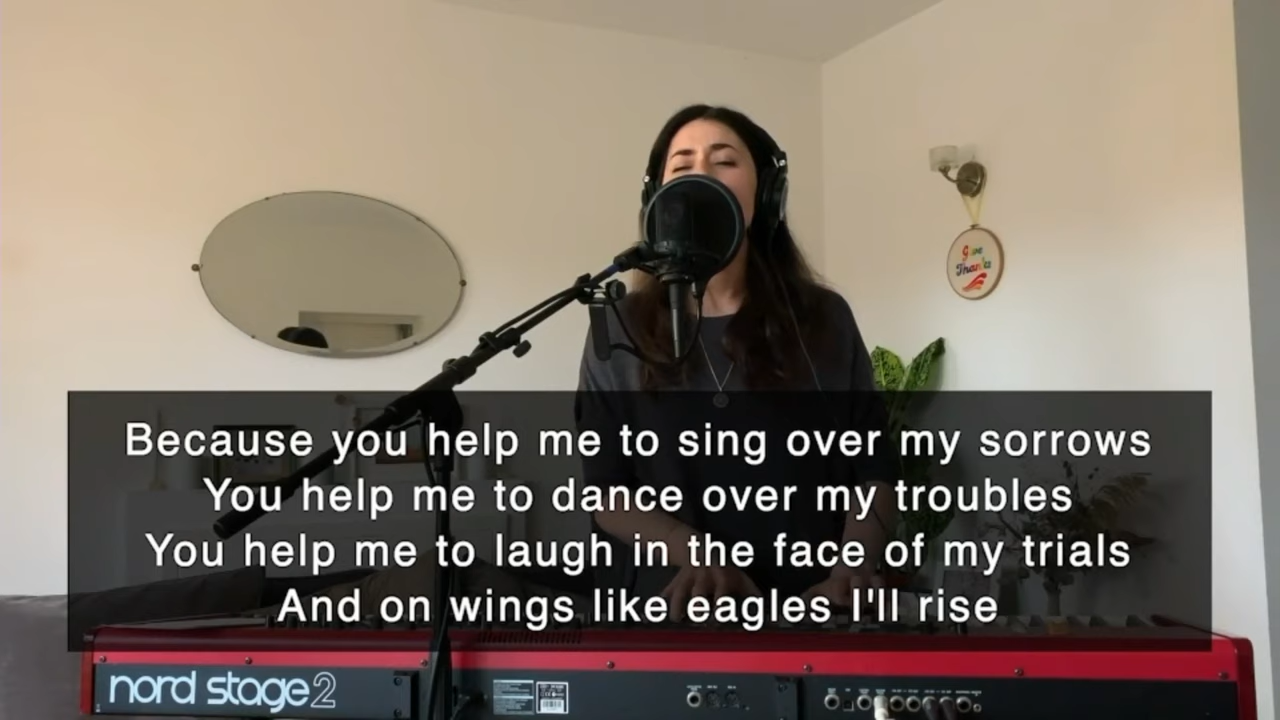 Give
Thanks
Because you help me to sing over my sorrows
You help me to dance over my troubles
You help me to laugh in the face of my trials
And on wings like eagles I'll rise
nord stage 2